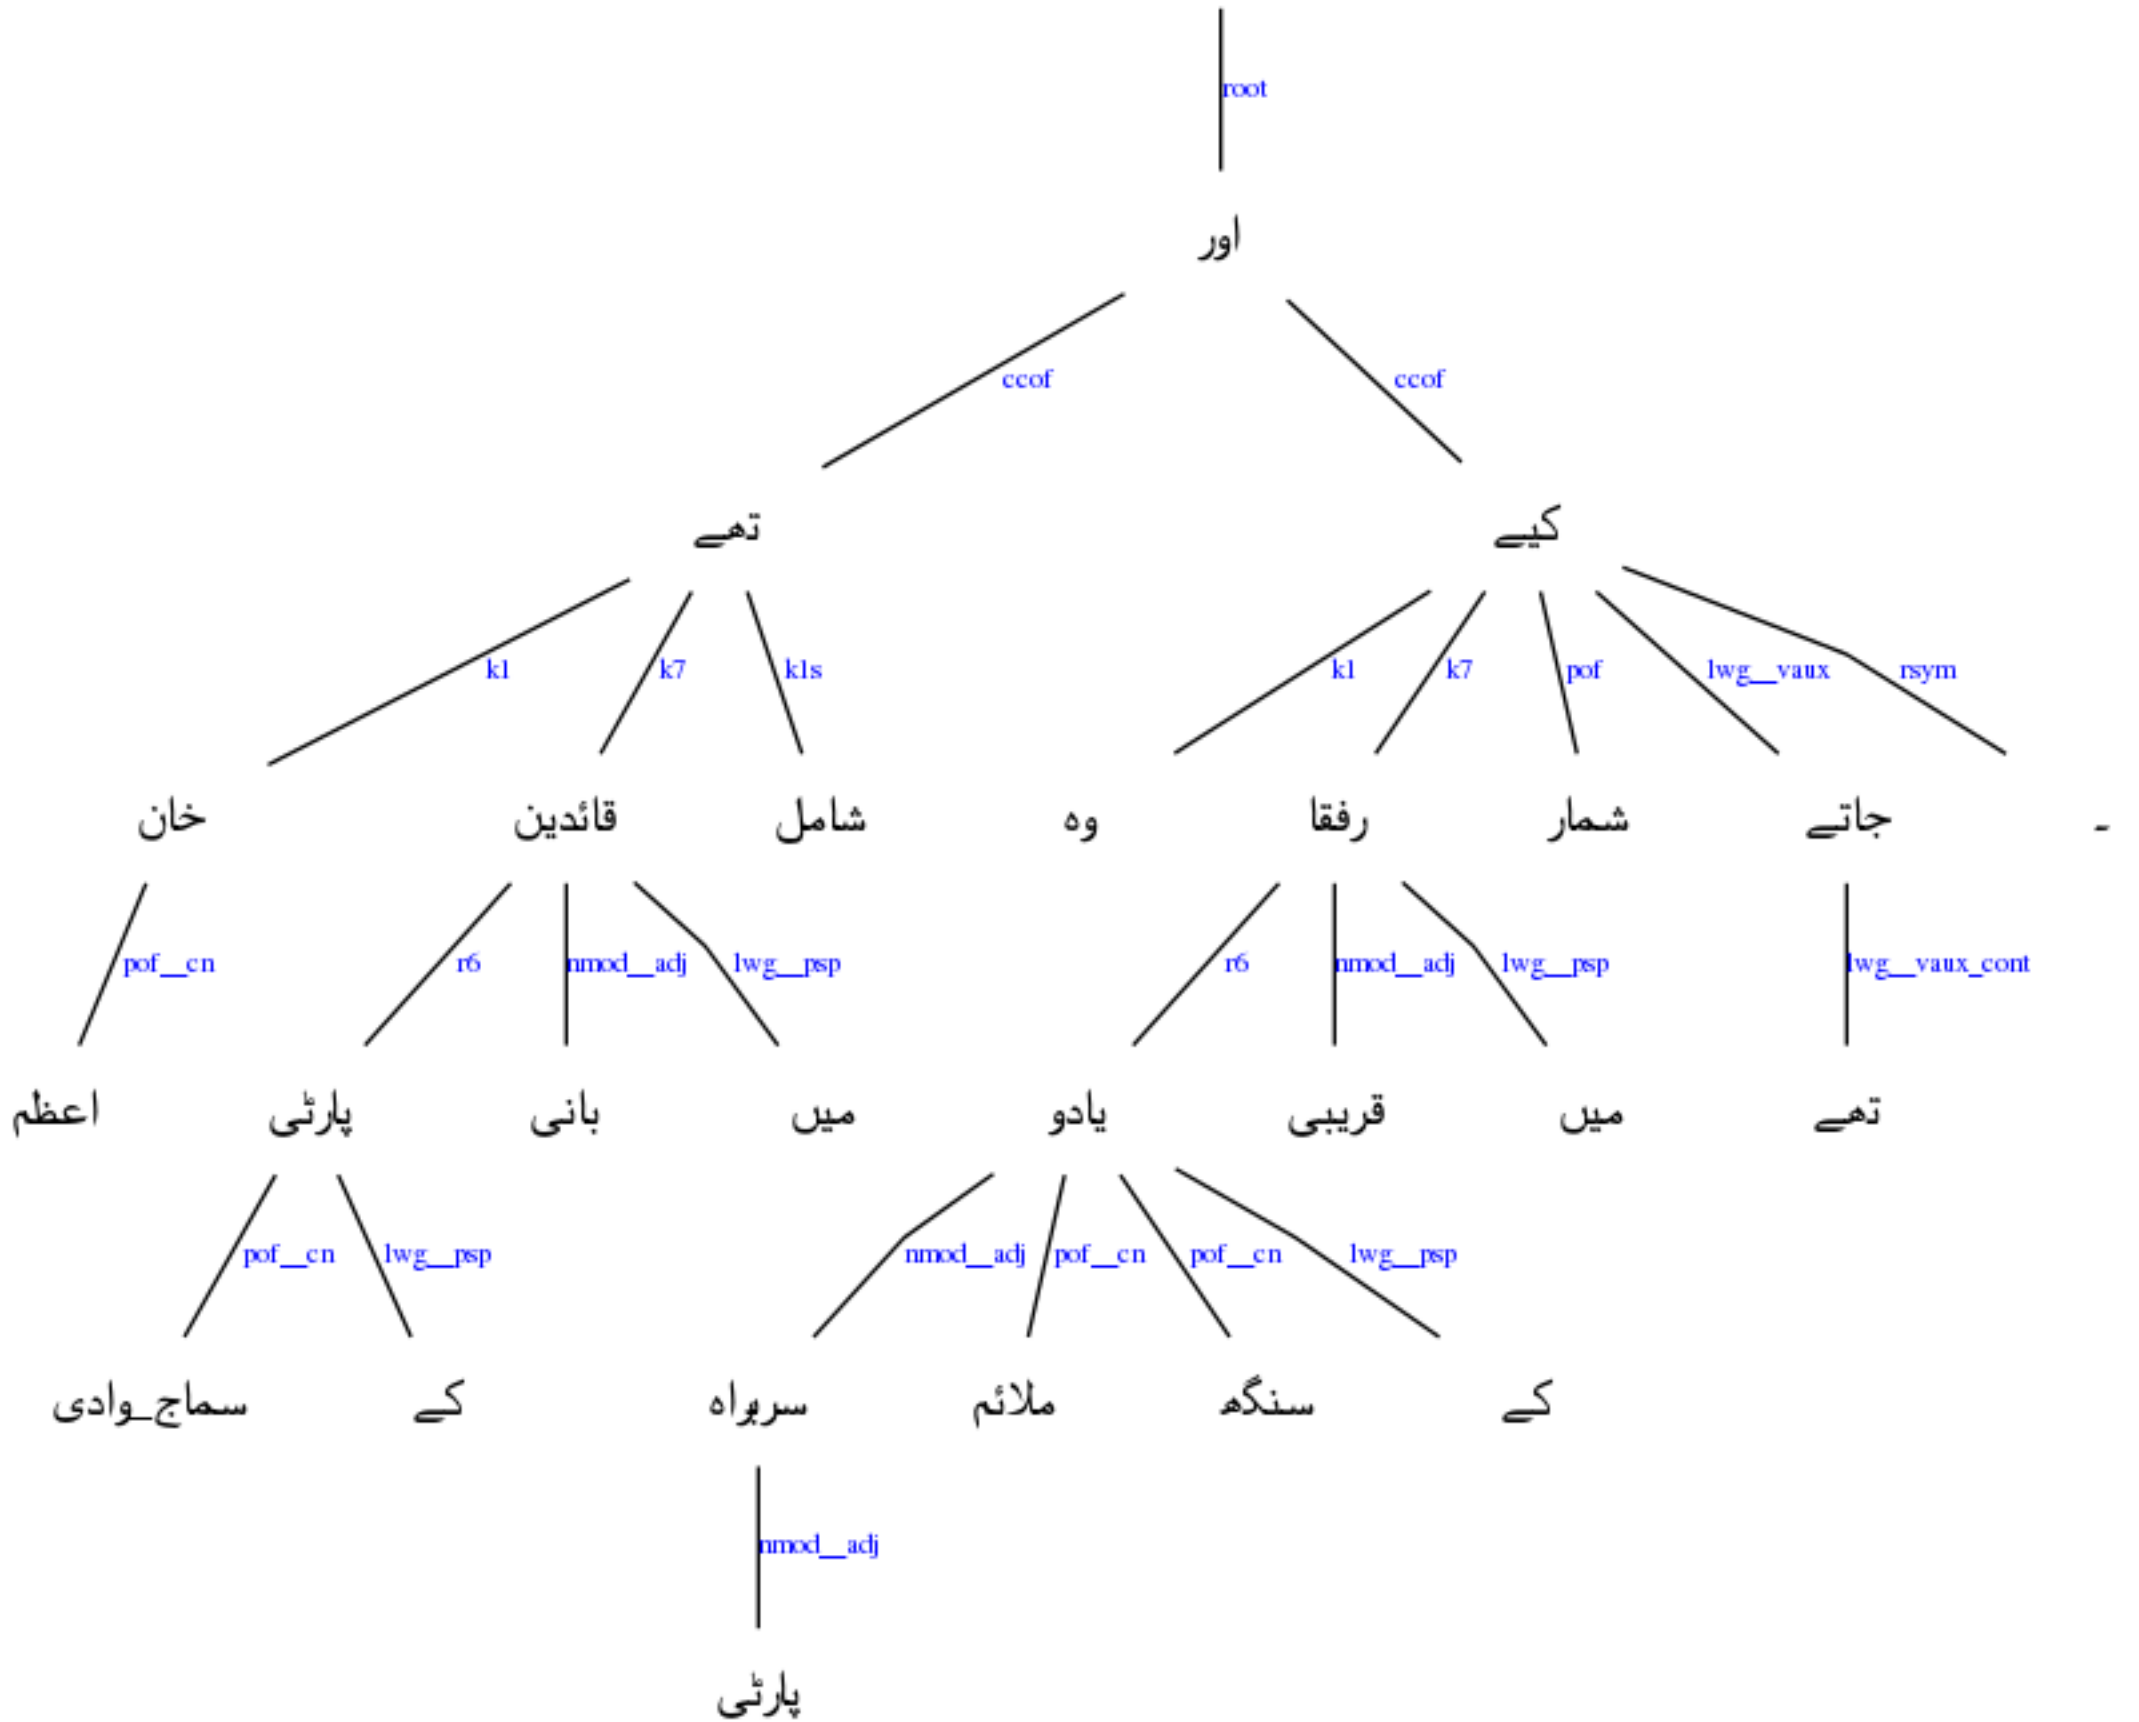 root
اور
ccof ccof
تھے کیے
k1 k7 k1s k1 k7 pof lwg__vaux rsym
خان قائدین شامل وہ رفقا شمار جاتے ۔
pof__cn r6 nmod__adj lwg__psp r6 nmod__adj lwg__psp lwg__vaux_cont
اعظم پارٹی بانی میں یادو قریبی میں تھے
pof__cn lwg__psp nmod__adj pof__cn pof__cn lwg__psp
سماج_وادی کے سربراہ ملائم سنگھ کے
nmod__adj
پارٹی